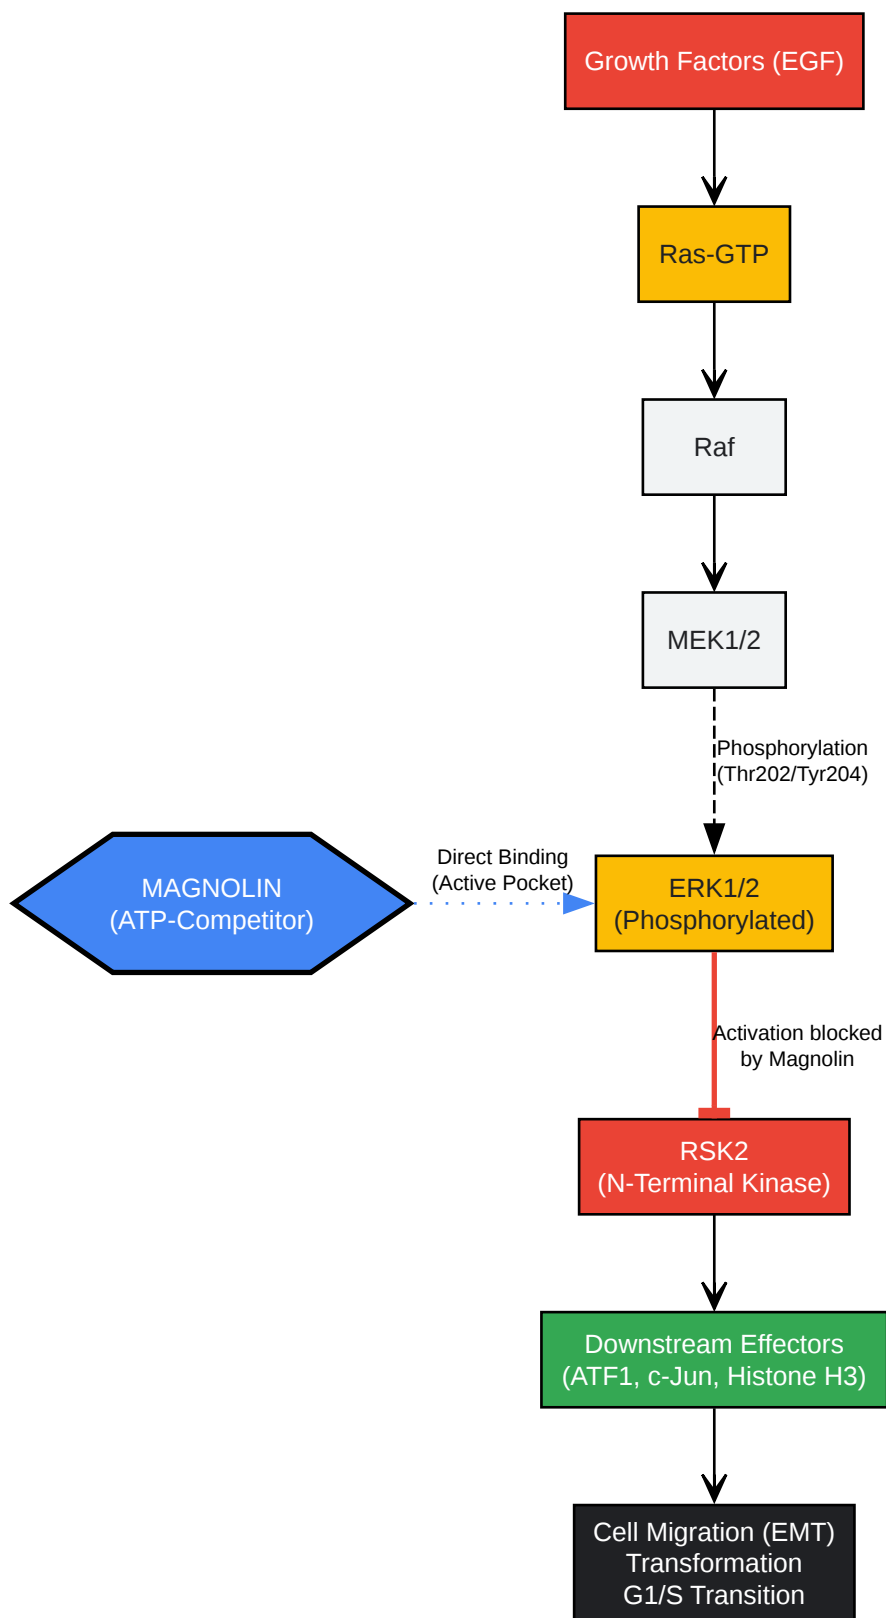 Growth Factors (EGF)
Ras-GTP
Raf
MEK1/2
Phosphorylation
(Thr202/Tyr204)
MAGNOLIN
(ATP-Competitor)
Direct Binding
(Active Pocket)
ERK1/2
(Phosphorylated)
Activation blocked
by Magnolin
RSK2
(N-Terminal Kinase)
Downstream Effectors
(ATF1, c-Jun, Histone H3)
Cell Migration (EMT)
Transformation
G1/S Transition